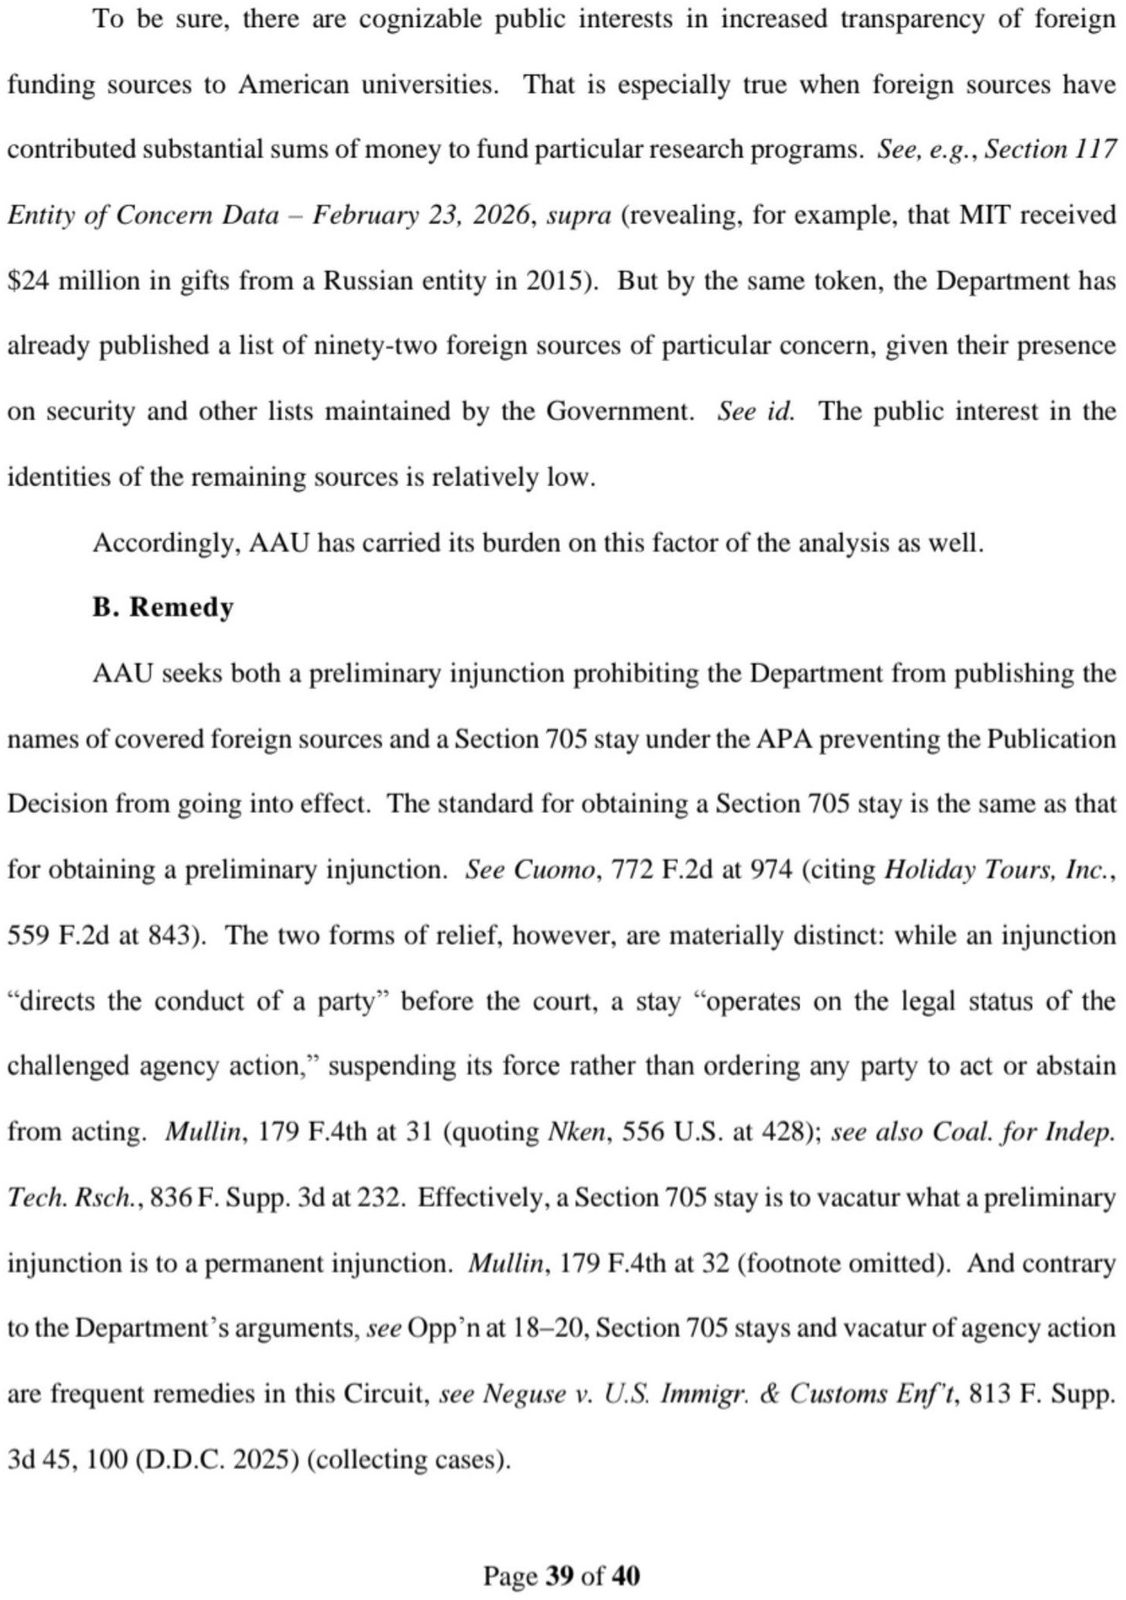 To be sure, there are cognizable public interests in increased transparency of foreign
funding sources to American universities. That is especially true when foreign sources have
contributed substantial sums of money to fund particular research programs. See, e.g., Section 117
Entity of Concern Data – February 23, 2026, supra (revealing, for example, that MIT received
$24 million in gifts from a Russian entity in 2015). But by the same token, the Department has
already published a list of ninety-two foreign sources of particular concern, given their presence
on security and other lists maintained by the Government. See id. The public interest in the
identities of the remaining sources is relatively low.
Accordingly, AAU has carried its burden on this factor of the analysis as well.
B. Remedy
AAU seeks both a preliminary injunction prohibiting the Department from publishing the
names of covered foreign sources and a Section 705 stay under the APA preventing the Publication
Decision from going into effect. The standard for obtaining a Section 705 stay is the same as that
for obtaining a preliminary injunction. See Cuomo, 772 F.2d at 974 (citing Holiday Tours, Inc.,
559 F.2d at 843). The two forms of relief, however, are materially distinct: while an injunction
“directs the conduct of a party” before the court, a stay “operates on the legal status of the
challenged agency action,” suspending its force rather than ordering any party to act or abstain
from acting. Mullin, 179 F.4th at 31 (quoting Nken, 556 U.S. at 428); see also Coal. for Indep.
Tech. Rsch., 836 F. Supp. 3d at 232. Effectively, a Section 705 stay is to vacatur what a preliminary
injunction is to a permanent injunction. Mullin, 179 F.4th at 32 (footnote omitted). And contrary
to the Department’s arguments, see Opp’n at 18–20, Section 705 stays and vacatur of agency action
are frequent remedies in this Circuit, see Neguse v. U.S. Immigr. & Customs Enf’t, 813 F. Supp.
3d 45, 100 (D.D.C. 2025) (collecting cases).
Page 39 of 40